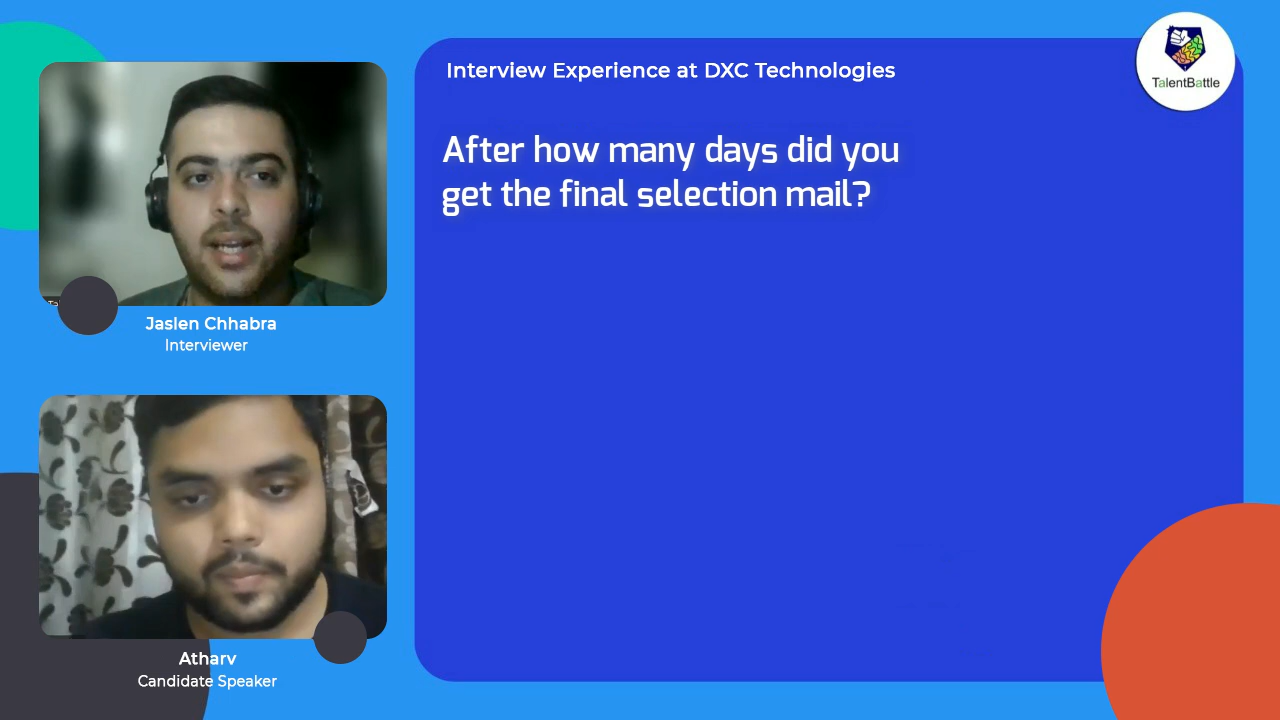 Interview Experience at DXC Technologies
TalentBattle
After how many days did you
get the final selection mail?
Jaslen Chhabra
Interviewer
Atharv
Candidate Speaker